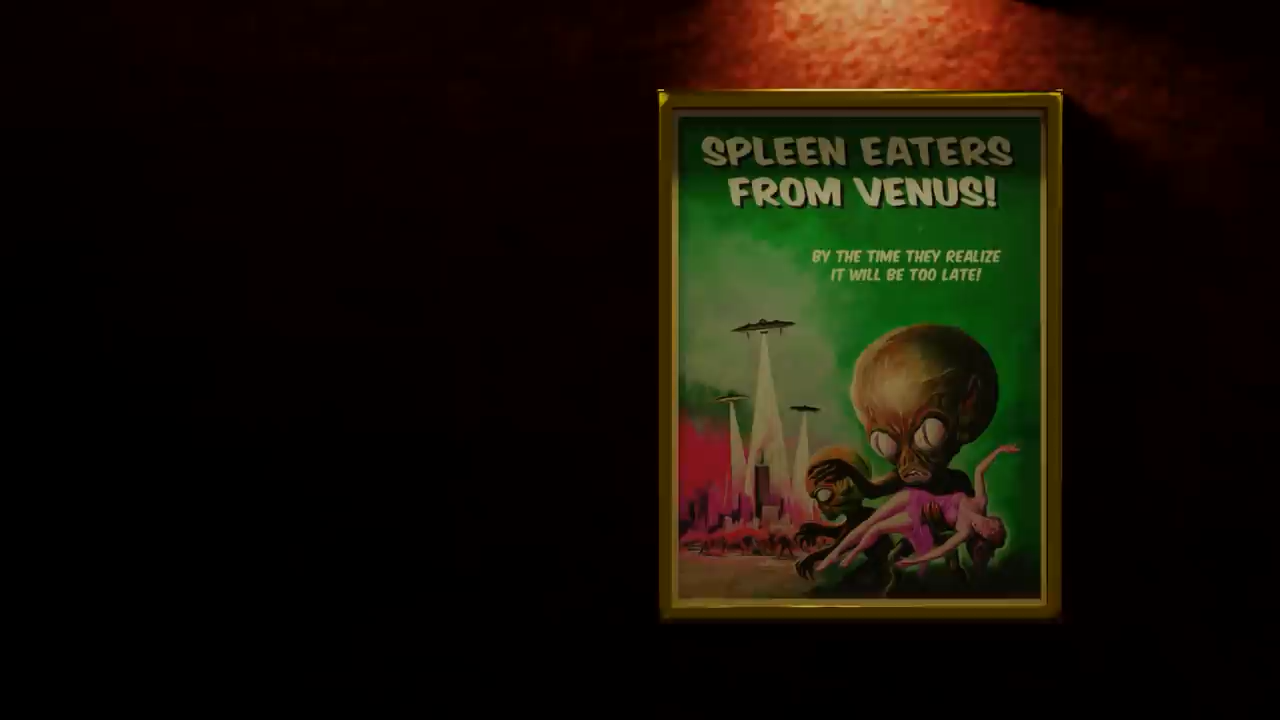 SPLEEN EATERS
FROM VENUS!
BY THE TIME THEY REALIZE
IT WILL BE TOO LATE!